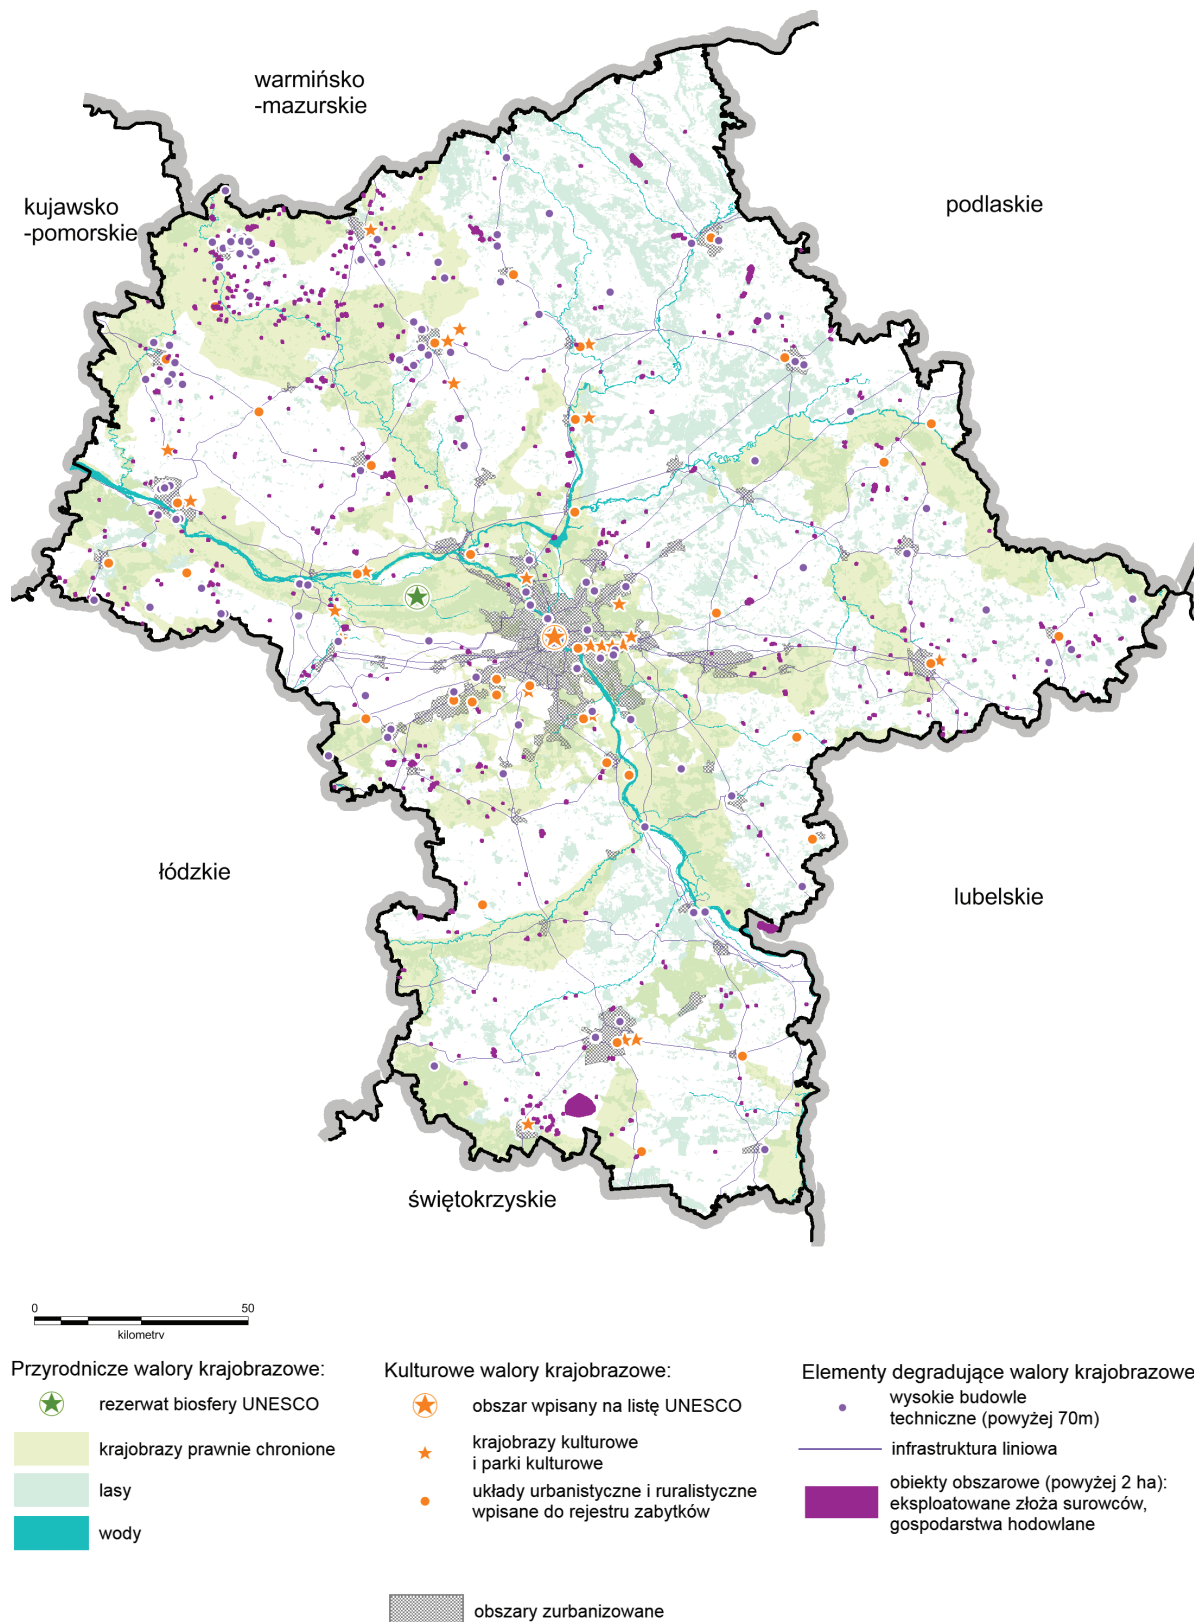 warmińsko
-mazurskie
kujawsko
-pomorskie
podlaskie
łódzkie
lubelskie
świętokrzyskie
0 50
kilometry
Przyrodnicze walory krajobrazowe:
rezerwat biosfery UNESCO
krajobrazy prawnie chronione
lasy
wody
Kulturowe walory krajobrazowe:
obszar wpisany na listę UNESCO
krajobrazy kulturowe
i parki kulturowe
układy urbanistyczne i ruralistyczne
wpisane do rejestru zabytków
obszary zurbanizowane
Elementy degradujące walory krajobrazowe
wysokie budowle
techniczne (powyżej 70m)
infrastruktura liniowa
obiekty obszarowe (powyżej 2 ha):
eksploatowane złoża surowców,
gospodarstwa hodowlane